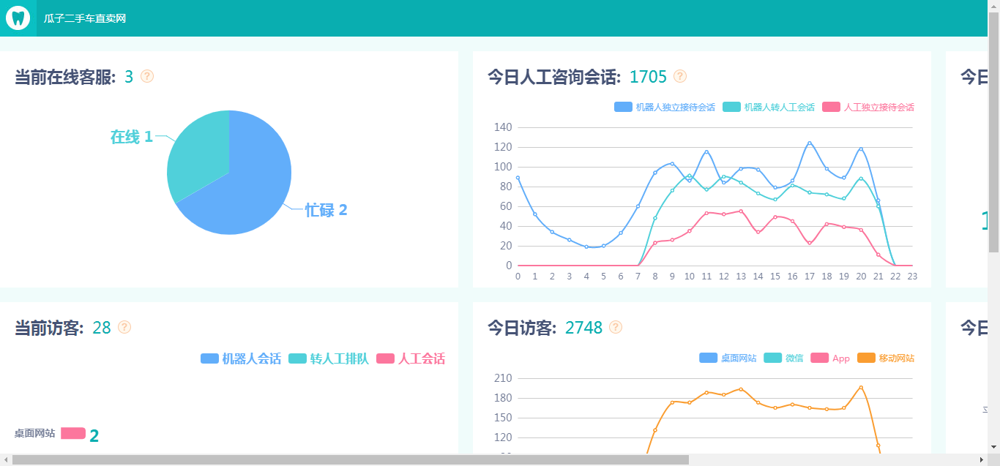 瓜子二手车直卖网
当前在线客服: 3 ?
在线 1
忙碌 2
今日人工咨询会话: 1705 ?
机器人独立接待会话 机器人转人工会话 人工独立接待会话
140
120
100
80
60
40
20
0
0 1 2 3 4 5 6 7 8 9 10 11 12 13 14 15 16 17 18 19 20 21 22 23
今日
1
当前访客: 28 ?
机器人会话 转人工排队 人工会话
桌面网站 2
今日访客: 2748 ?
桌面网站 微信 App 移动网站
210
180
150
120
今日